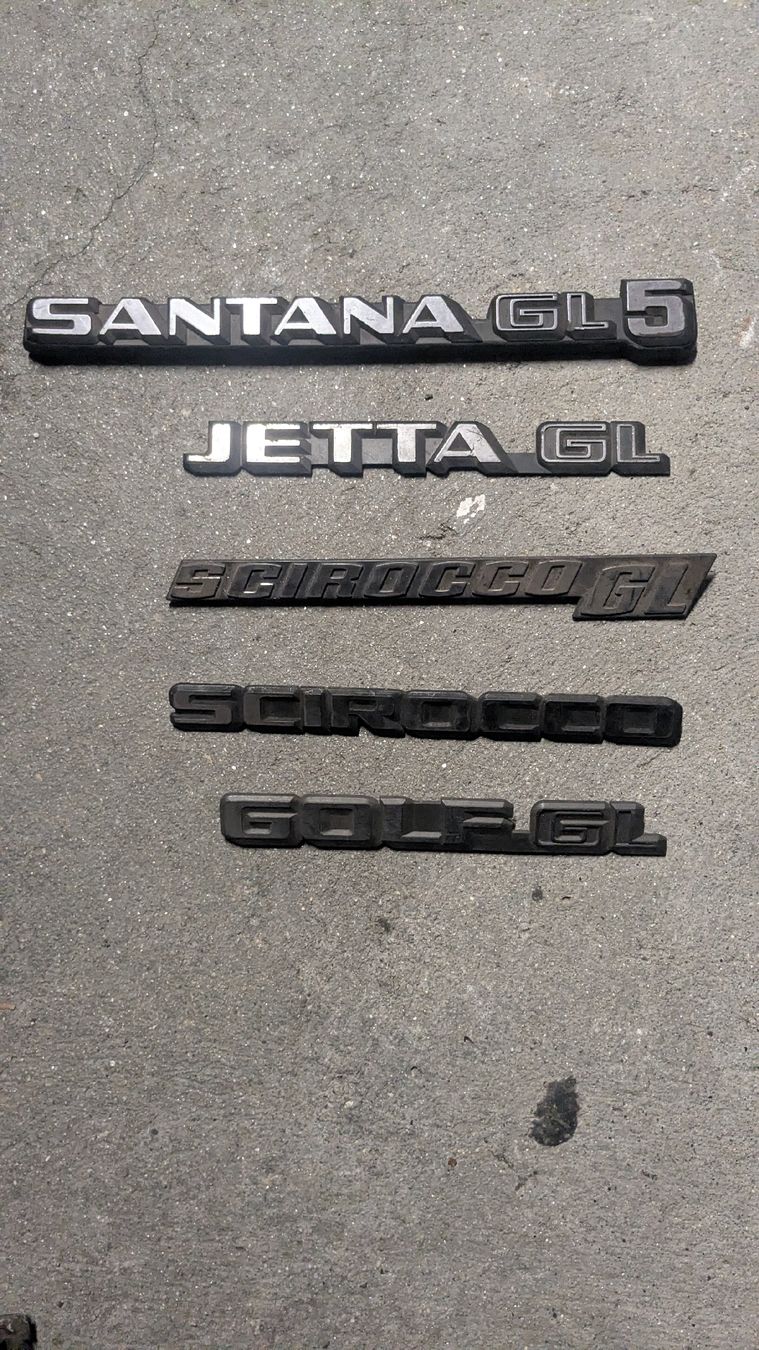 SANTANA GL5
JETTA GL
SCIROCCO GL
SCIROCCO
GOLF GL